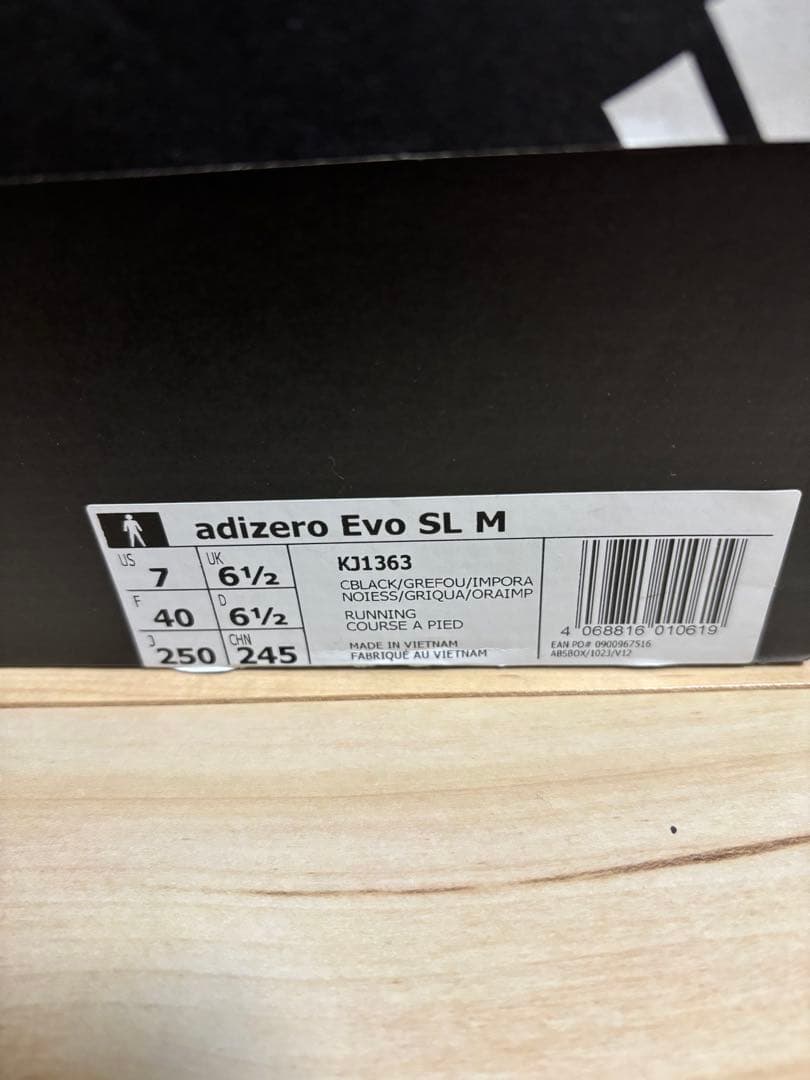 adizero Evo SL M
US 7 UK 6½
F 40 D 6½
J 250 CHN 245
KJ1363
CBLACK/GREFOU/IMPORA
NOIESS/GRIQUA/ORAIMP
RUNNING
COURSE A PIED
MADE IN VIETNAM
FABRIQUÉ AU VIETNAM
4 068816 010619
EAN PO# 0900967516
ABSBOX/1023/V12